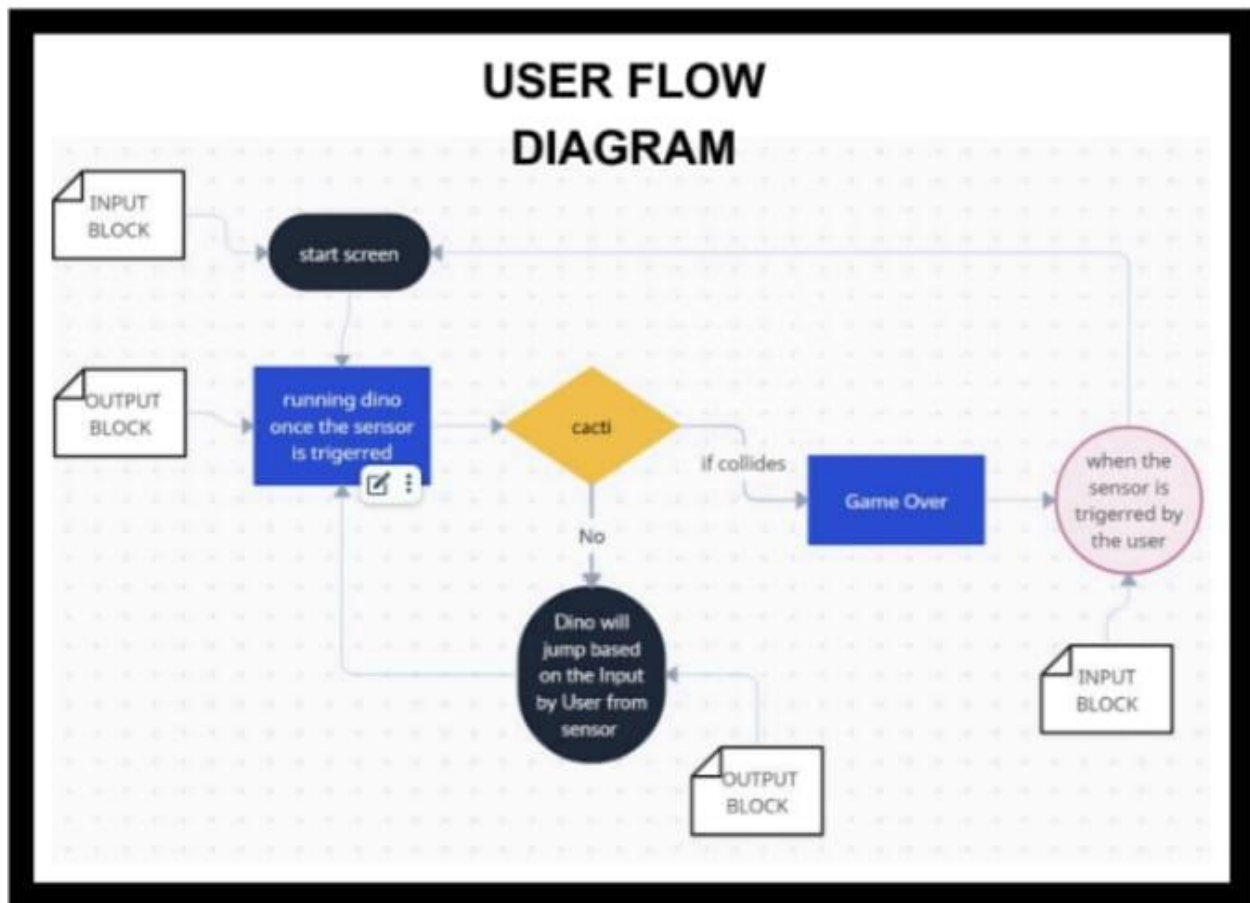 USER FLOW
DIAGRAM
INPUT
BLOCK
start screen
OUTPUT
BLOCK
running dino
once the sensor
is trigerred
cacti
if collides
Game Over
when the
sensor is
trigerred by
the user
No
Dino will
jump based
on the Input
by User from
sensor
INPUT
BLOCK
OUTPUT
BLOCK